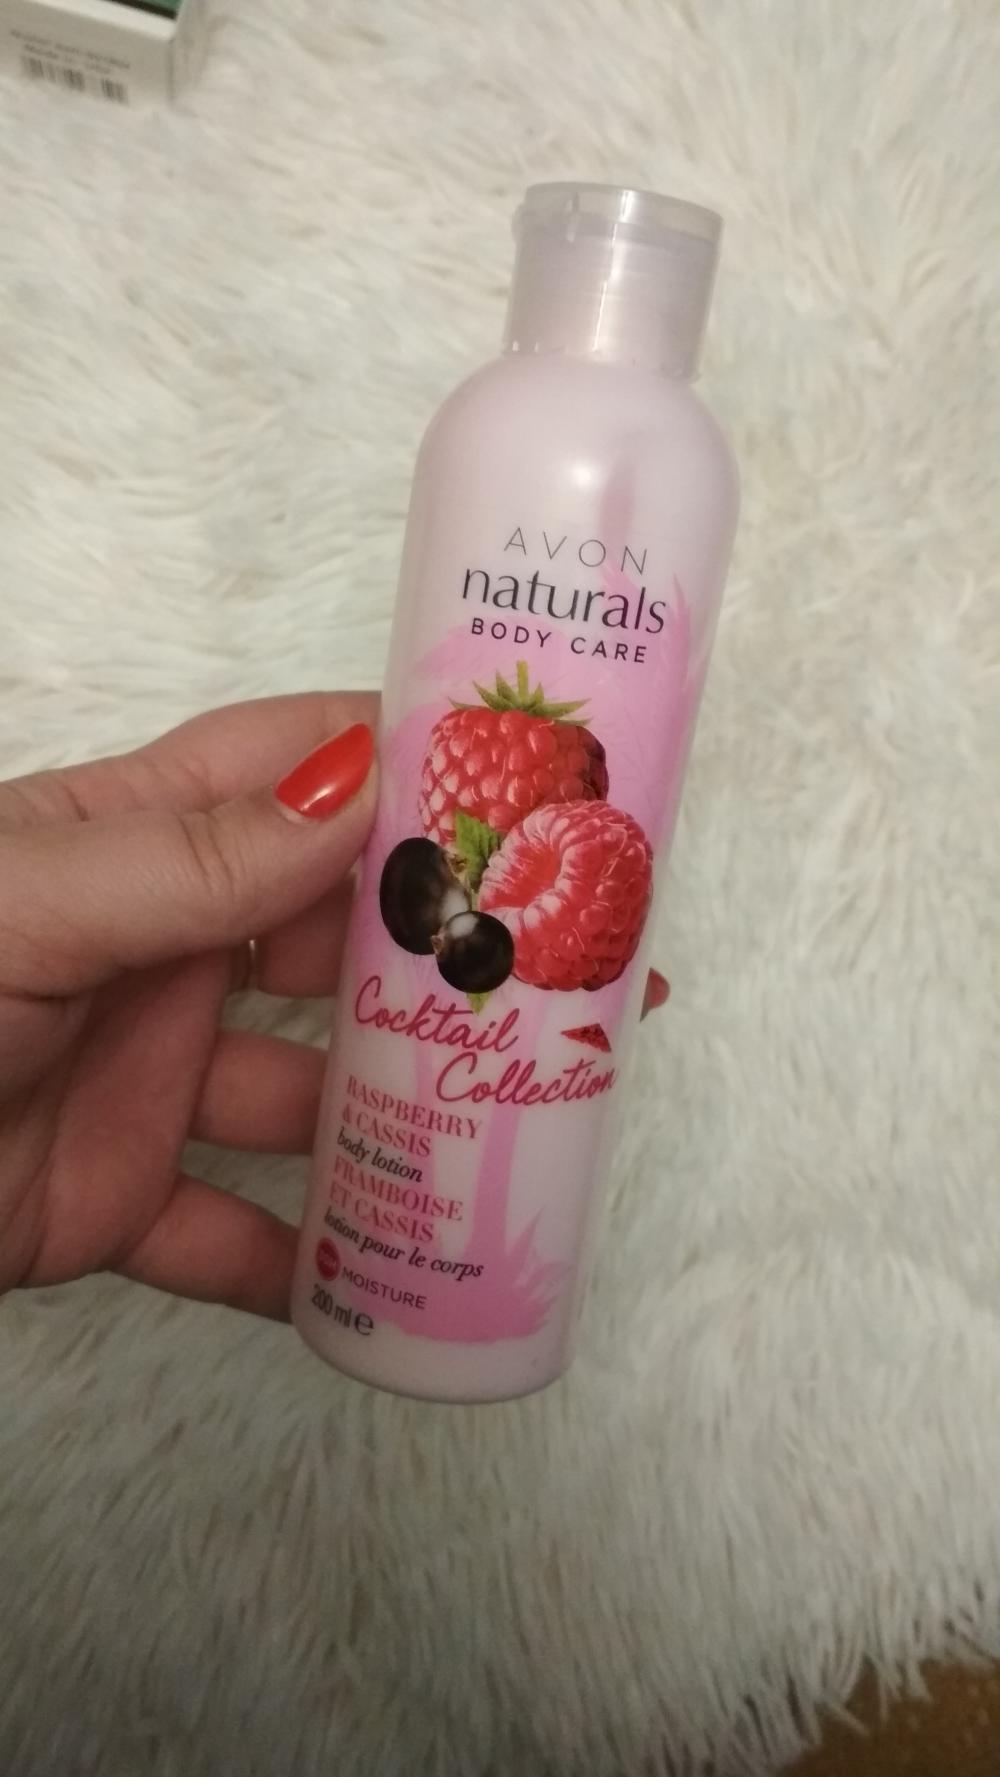 AVON
naturals
BODY CARE
Cocktail
Collection
RASPBERRY
& CASSIS
body lotion
FRAMBOISE
ET CASSIS
lotion pour le corps
MOISTURE
200 ml e